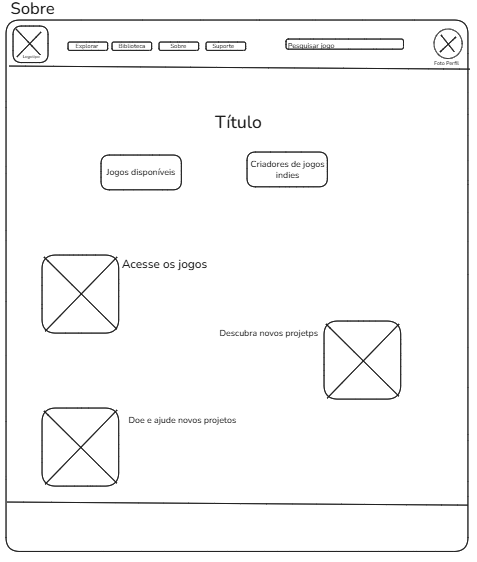 Sobre
Logotipo
Explorar
Biblioteca
Sobre
Suporte
Pesquisar jogo
Foto Perfil
Título
Jogos disponíveis
Criadores de jogos
indies
Acesse os jogos
Descubra novos projetps
Doe e ajude novos projetos